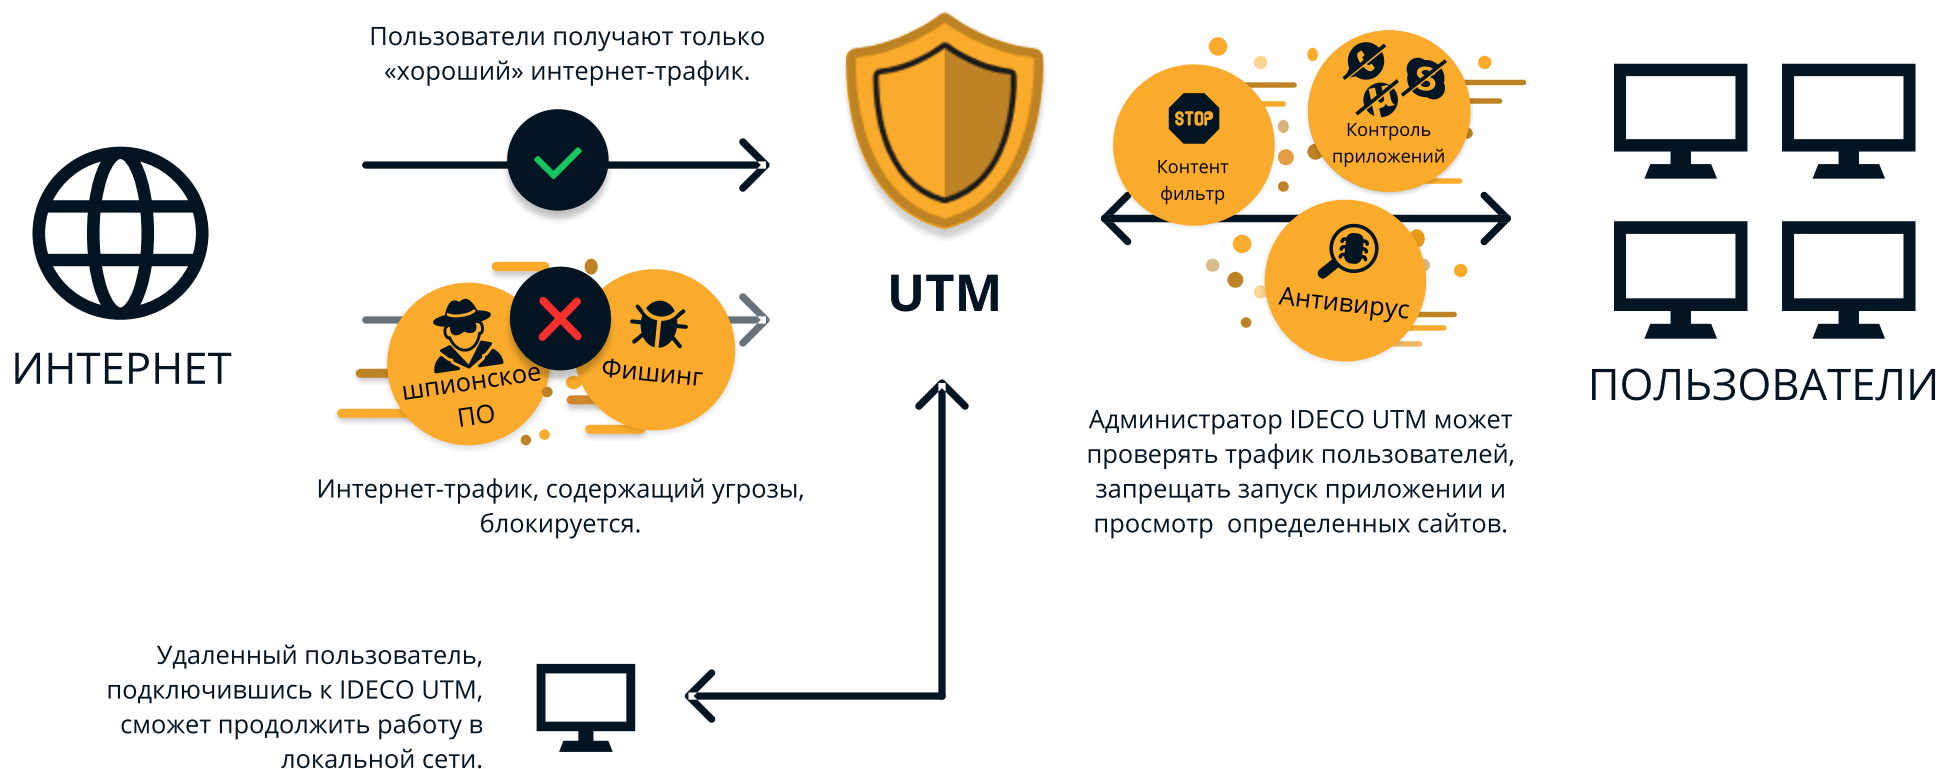 Пользователи получают только
«хороший» интернет-трафик.
ИНТЕРНЕТ
шпионское
ПО
Фишинг
Интернет-трафик, содержащий угрозы,
блокируется.
UTM
STOP
Контент
фильтр
Контроль
приложений
Антивирус
ПОЛЬЗОВАТЕЛИ
Администратор IDECO UTM может
проверять трафик пользователей,
запрещать запуск приложении и
просмотр  определенных сайтов.
Удаленный пользователь,
подключившись к IDECO UTM,
сможет продолжить работу в
локальной сети.